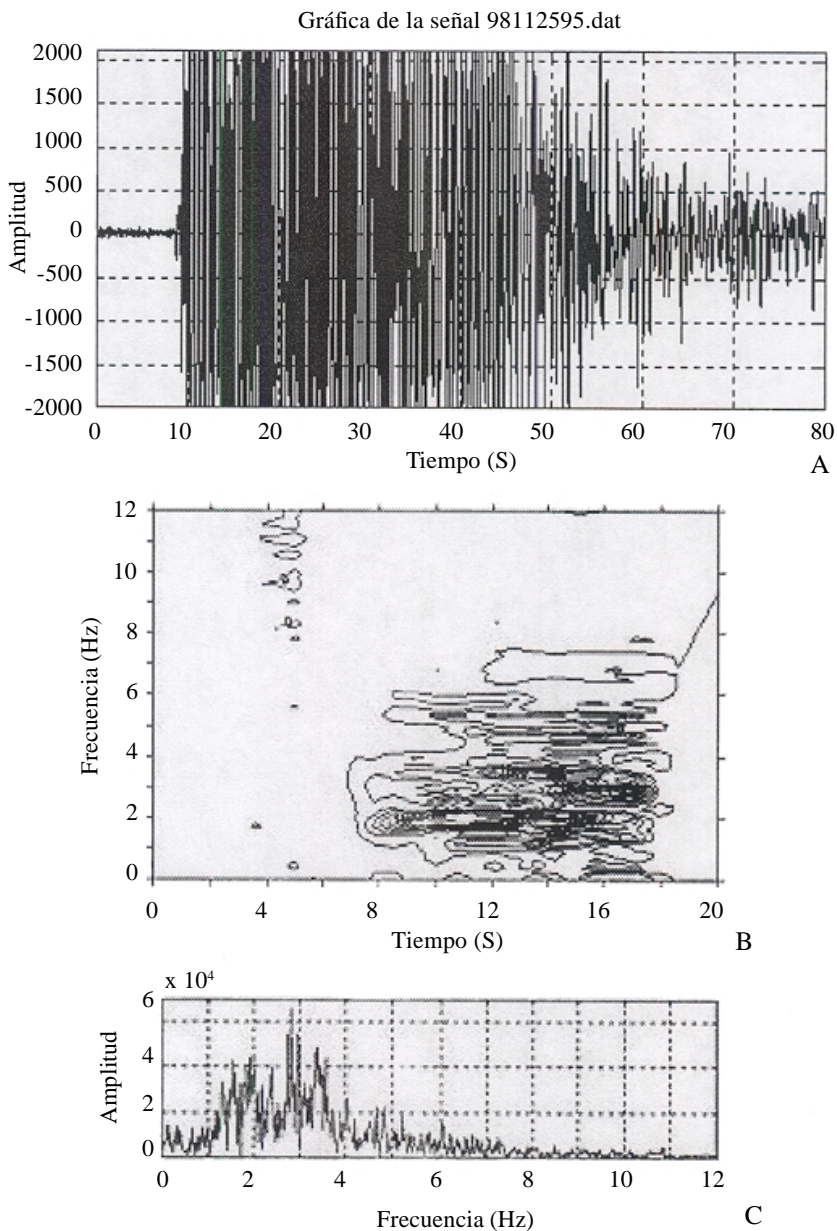 Gráfica de la señal 98112595.dat
2000
1500
1000
500
0
-500
-1000
-1500
-2000
Amplitud
0 10 20 30 40 50 60 70 80
Tiempo (S)
A
12
10
8
6
4
2
0
Frecuencia (Hz)
0 4 8 12 16 20
Tiempo (S)
B
x 10⁴
6
4
2
0
Amplitud
0 2 4 6 8 10 12
Frecuencia (Hz)
C